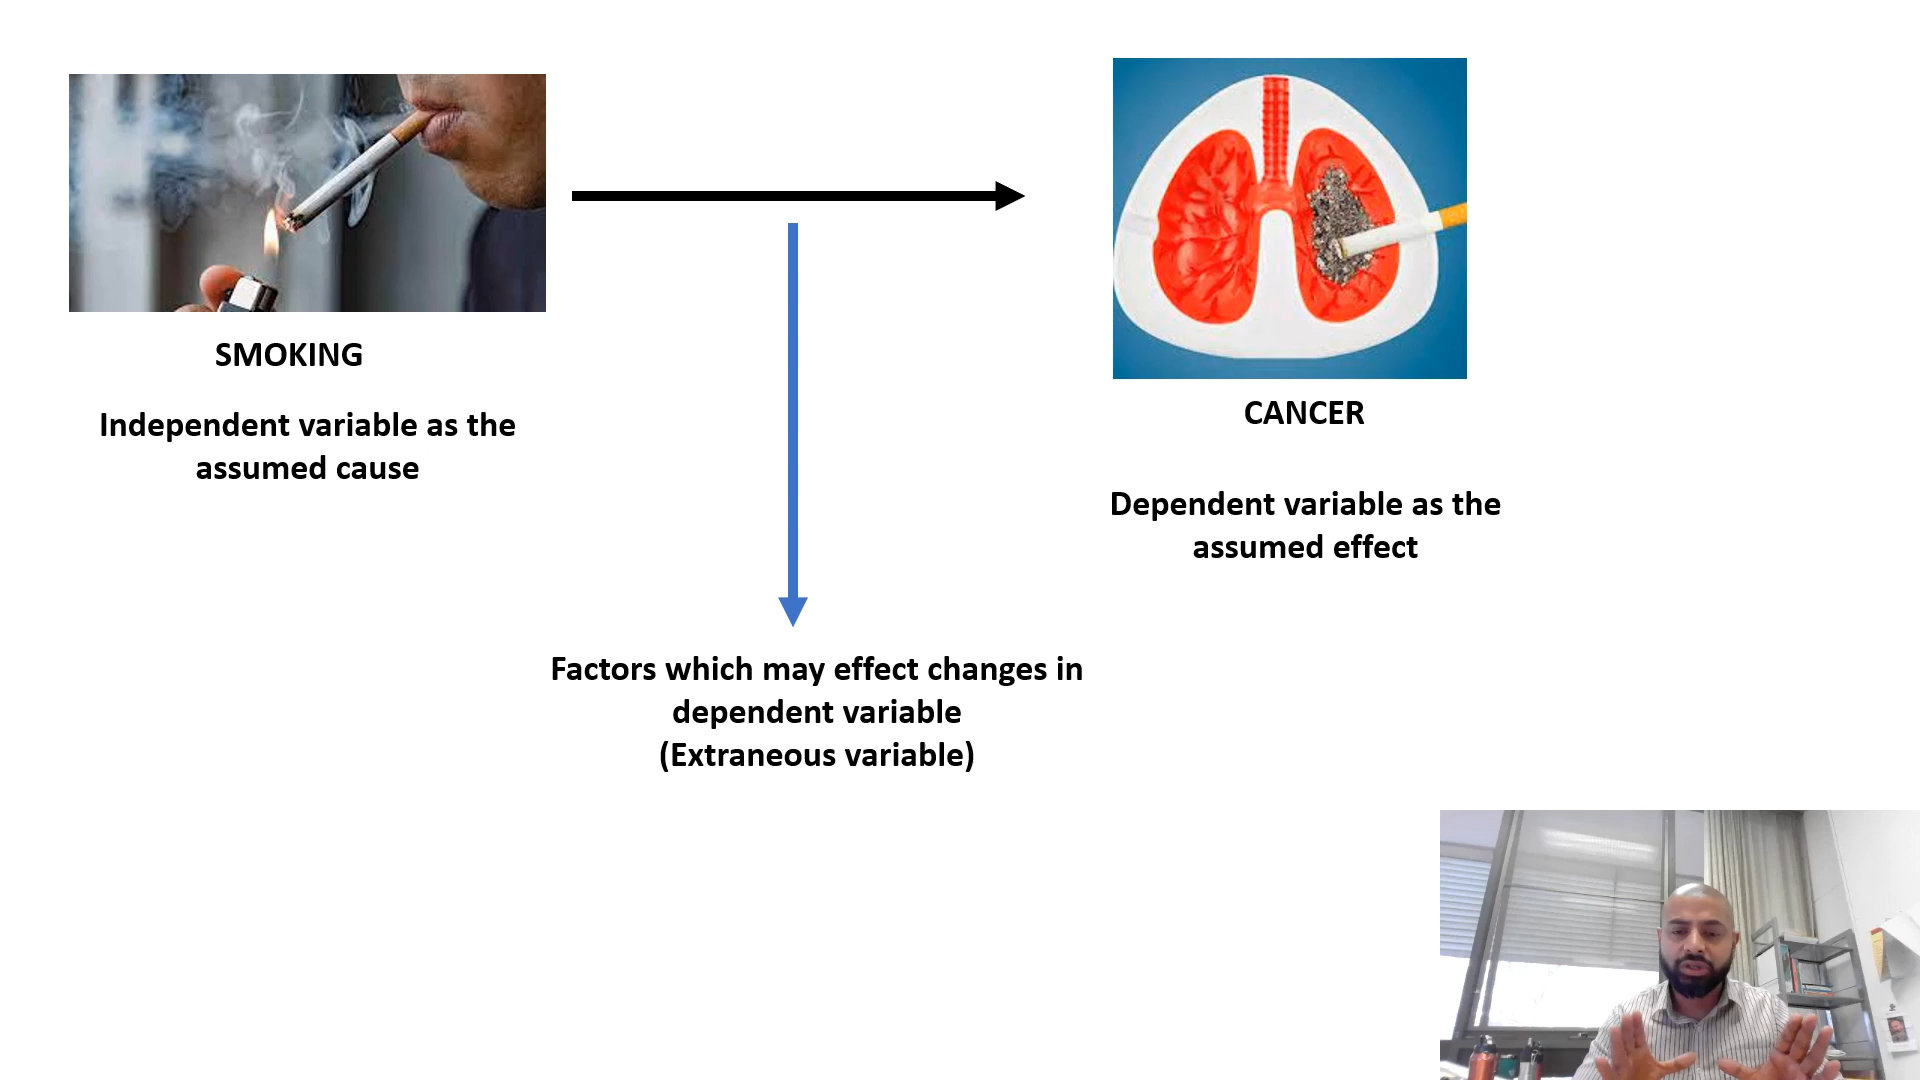 SMOKING
Independent variable as the
assumed cause
CANCER
Dependent variable as the
assumed effect
Factors which may effect changes in
dependent variable
(Extraneous variable)